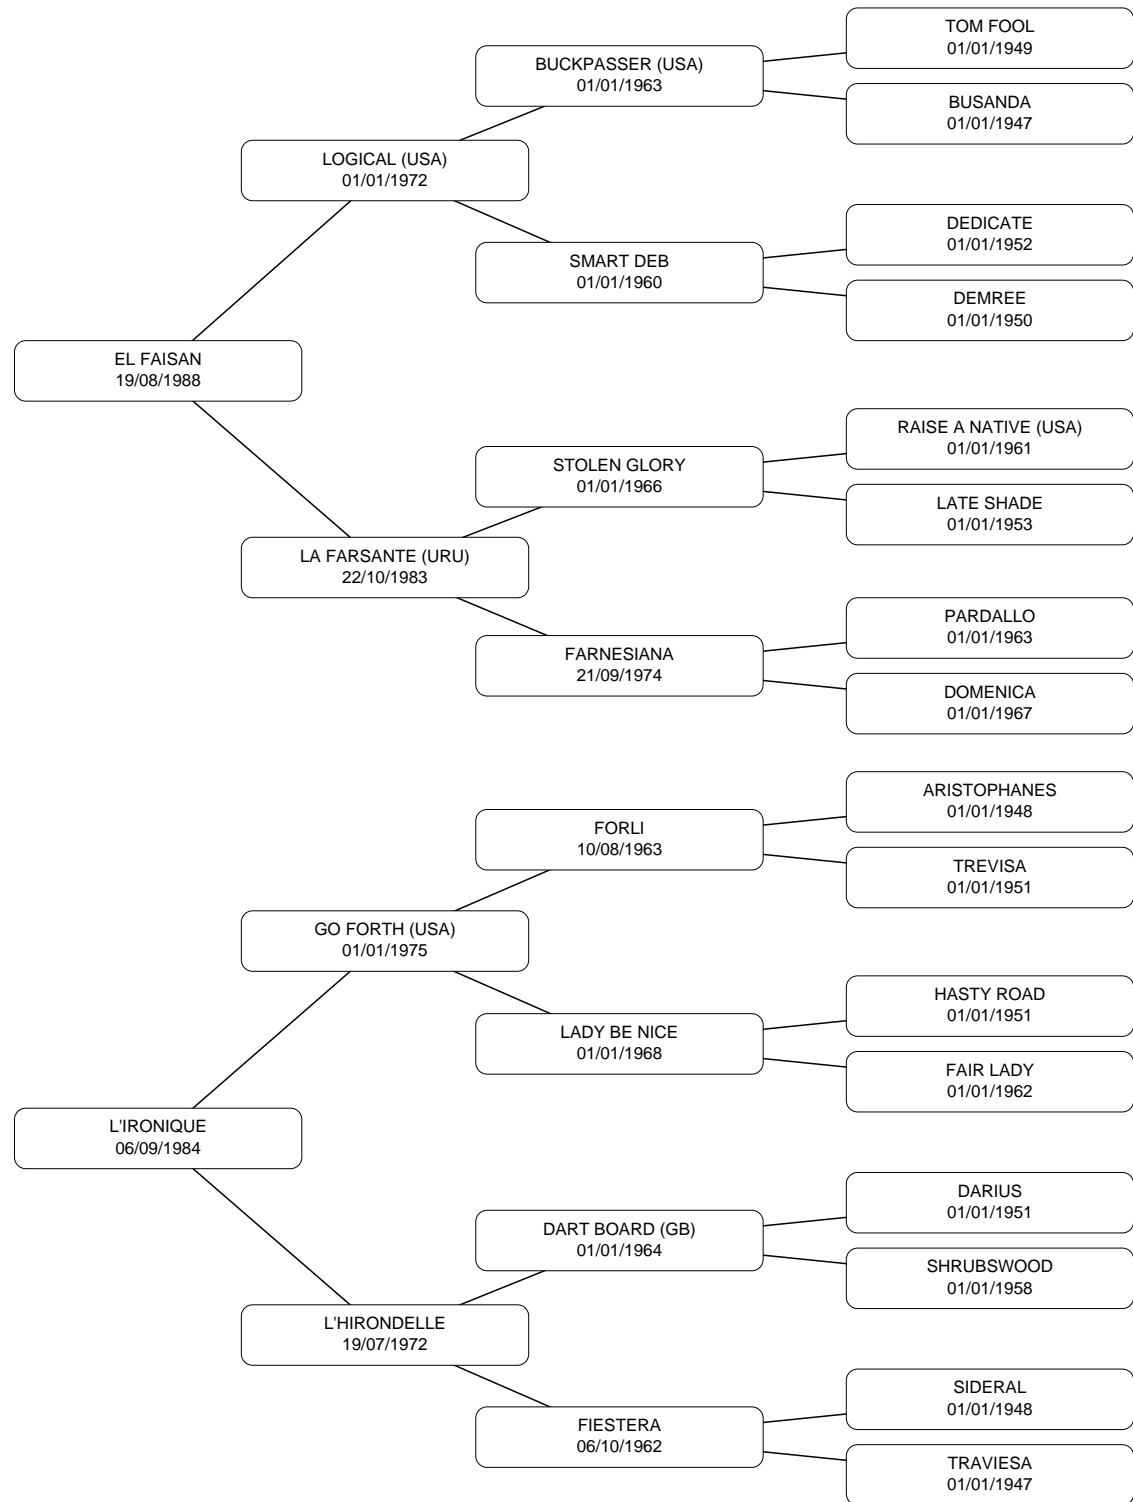 TOM FOOL
01/01/1949
BUCKPASSER (USA)
01/01/1963
BUSANDA
01/01/1947
LOGICAL (USA)
01/01/1972
DEDICATE
01/01/1952
SMART DEB
01/01/1960
DEMREE
01/01/1950
EL FAISAN
19/08/1988
RAISE A NATIVE (USA)
01/01/1961
STOLEN GLORY
01/01/1966
LATE SHADE
01/01/1953
LA FARSANTE (URU)
22/10/1983
PARDALLO
01/01/1963
FARNESIANA
21/09/1974
DOMENICA
01/01/1967
ARISTOPHANES
01/01/1948
FORLI
10/08/1963
TREVISA
01/01/1951
GO FORTH (USA)
01/01/1975
HASTY ROAD
01/01/1951
LADY BE NICE
01/01/1968
FAIR LADY
01/01/1962
L'IRONIQUE
06/09/1984
DARIUS
01/01/1951
DART BOARD (GB)
01/01/1964
SHRUBSWOOD
01/01/1958
L'HIRONDELLE
19/07/1972
SIDERAL
01/01/1948
FIESTERA
06/10/1962
TRAVIESA
01/01/1947